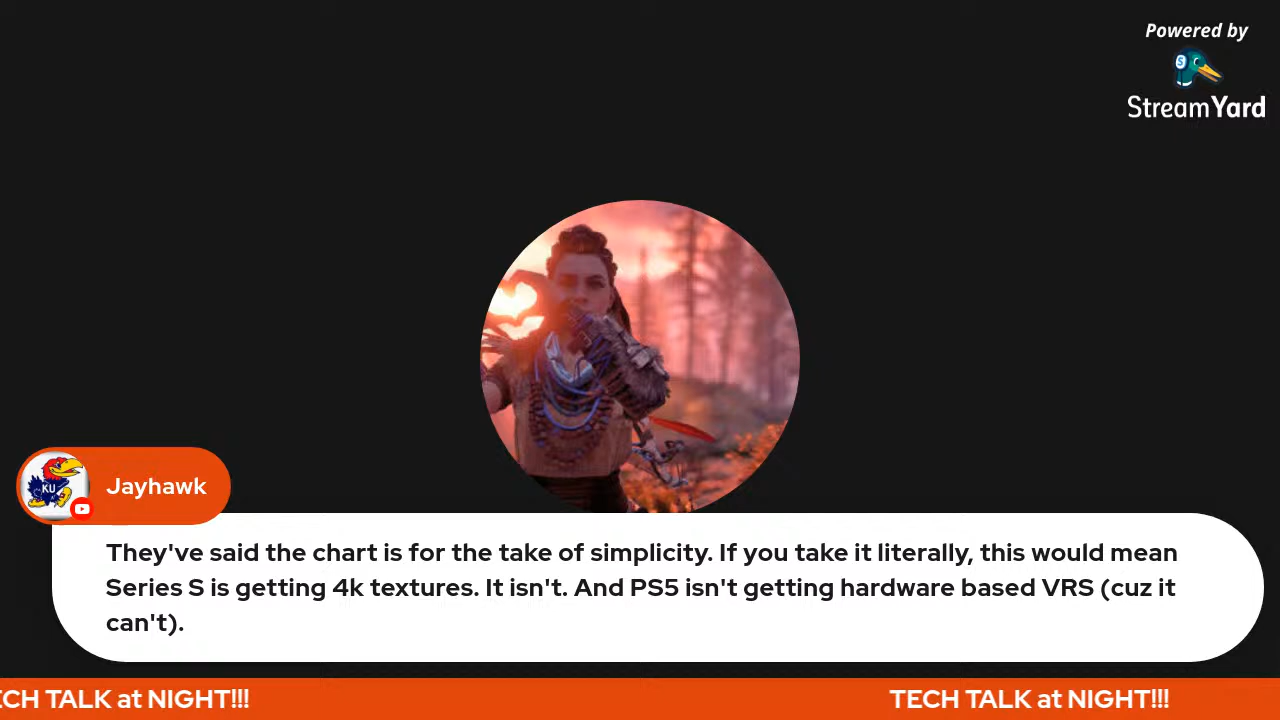 Powered by
StreamYard
Jayhawk
They've said the chart is for the take of simplicity. If you take it literally, this would mean
Series S is getting 4k textures. It isn't. And PS5 isn't getting hardware based VRS (cuz it
can't).
ECH TALK at NIGHT!!! TECH TALK at NIGHT!!!